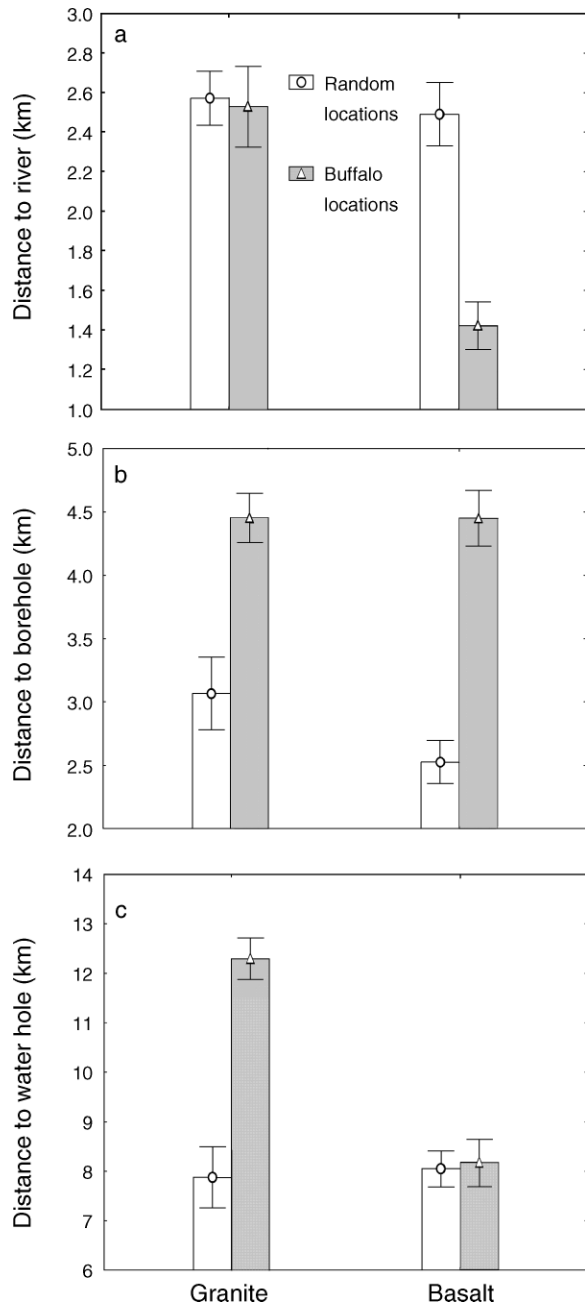 Distance to river (km)
3.0
2.8
2.6
2.4
2.2
2.0
1.8
1.6
1.4
1.2
1.0
a
Random
locations
Buffalo
locations
Distance to borehole (km)
5.0
4.5
4.0
3.5
3.0
2.5
2.0
b
Distance to water hole (km)
14
13
12
11
10
9
8
7
6
c
Granite
Basalt